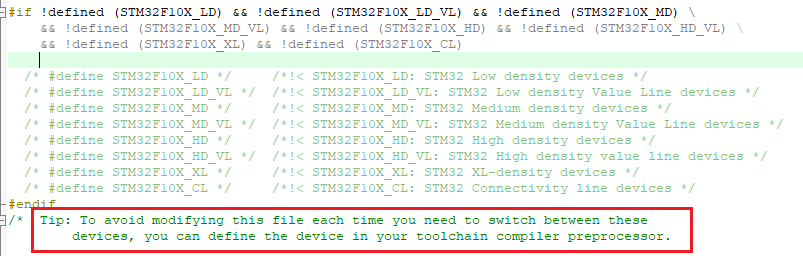 #if !defined (STM32F10X_LD) && !defined (STM32F10X_LD_VL) && !defined (STM32F10X_MD) \
&& !defined (STM32F10X_MD_VL) && !defined (STM32F10X_HD) && !defined (STM32F10X_HD_VL) \
&& !defined (STM32F10X_XL) && !defined (STM32F10X_CL)
/* #define STM32F10X_LD */ /*!< STM32F10X_LD: STM32 Low density devices */
/* #define STM32F10X_LD_VL */ /*!< STM32F10X_LD_VL: STM32 Low density Value Line devices */
/* #define STM32F10X_MD */ /*!< STM32F10X_MD: STM32 Medium density devices */
/* #define STM32F10X_MD_VL */ /*!< STM32F10X_MD_VL: STM32 Medium density Value Line devices */
/* #define STM32F10X_HD */ /*!< STM32F10X_HD: STM32 High density devices */
/* #define STM32F10X_HD_VL */ /*!< STM32F10X_HD_VL: STM32 High density value line devices */
/* #define STM32F10X_XL */ /*!< STM32F10X_XL: STM32 XL-density devices */
/* #define STM32F10X_CL */ /*!< STM32F10X_CL: STM32 Connectivity line devices */
#endif
/* Tip: To avoid modifying this file each time you need to switch between these
devices, you can define the device in your toolchain compiler preprocessor.